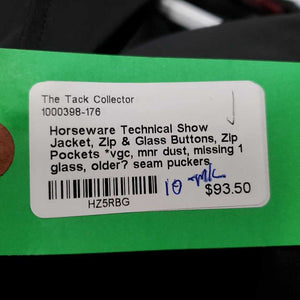 The Tack Collector
1000398-176
Horseware Technical Show
Jacket, Zip & Glass Buttons, Zip
Pockets *vgc, mnr dust, missing 1
glass, older? seam puckers
10 M/L
$93.50
HZ5RBG